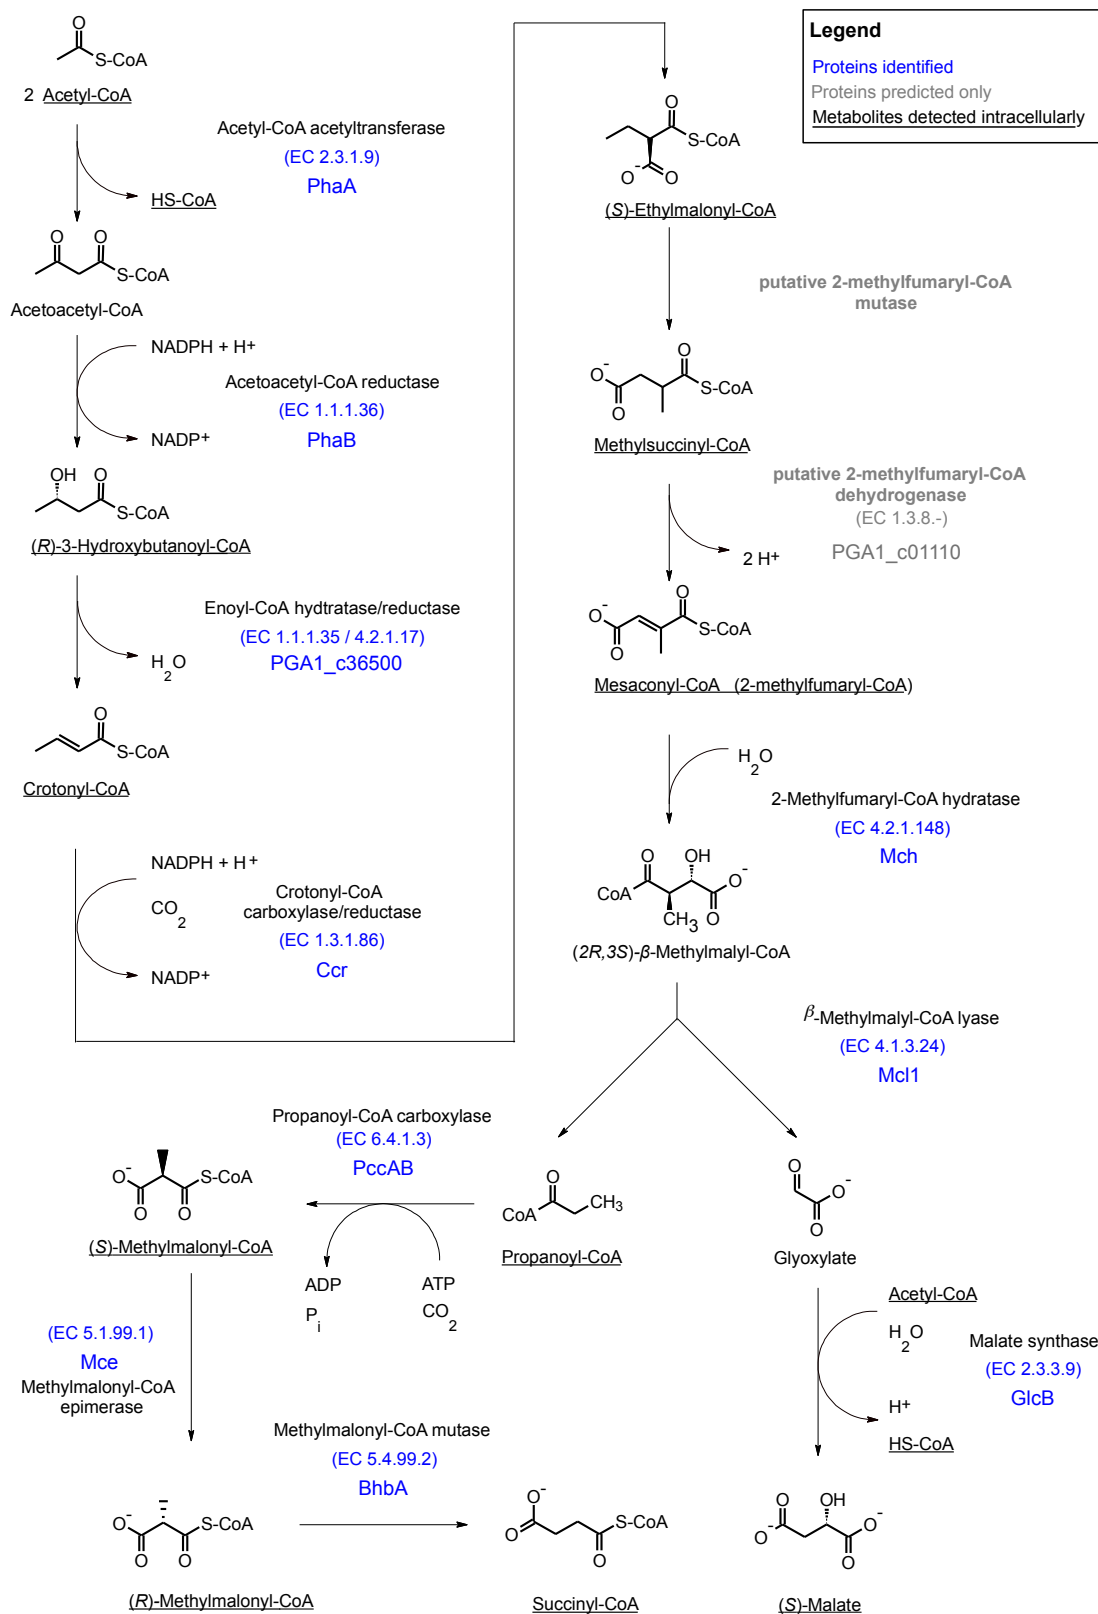 Legend
Proteins identified
Proteins predicted only
Metabolites detected intracellularly
O
S-CoA
2 Acetyl-CoA
Acetyl-CoA acetyltransferase
(EC 2.3.1.9)
PhaA
HS-CoA
O O
S-CoA
Acetoacetyl-CoA
NADPH + H+
Acetoacetyl-CoA reductase
(EC 1.1.1.36)
PhaB
NADP+
OH O
S-CoA
(R)-3-Hydroxybutanoyl-CoA
Enoyl-CoA hydtratase/reductase
(EC 1.1.1.35 / 4.2.1.17)
PGA1_c36500
H2O
O
S-CoA
Crotonyl-CoA
NADPH + H+
CO2
Crotonyl-CoA
carboxylase/reductase
(EC 1.3.1.86)
Ccr
NADP+
O
S-CoA
O- O
(S)-Ethylmalonyl-CoA
putative 2-methylfumaryl-CoA
mutase
O- O
S-CoA
O
Methylsuccinyl-CoA
putative 2-methylfumaryl-CoA
dehydrogenase
(EC 1.3.8.-)
PGA1_c01110
2 H+
O- O
S-CoA
O
Mesaconyl-CoA (2-methylfumaryl-CoA)
H2O
2-Methylfumaryl-CoA hydratase
(EC 4.2.1.148)
Mch
O OH
CoA O-
CH3 O
(2R,3S)-β-Methylmalyl-CoA
β-Methylmalyl-CoA lyase
(EC 4.1.3.24)
Mcl1
Propanoyl-CoA carboxylase
(EC 6.4.1.3)
PccAB
O- S-CoA
O O
(S)-Methylmalonyl-CoA
ADP
Pi
ATP
CO2
O
CoA CH3
Propanoyl-CoA
O
O-
O
Glyoxylate
Acetyl-CoA
H2O
Malate synthase
(EC 2.3.3.9)
GlcB
H+
HS-CoA
(EC 5.1.99.1)
Mce
Methylmalonyl-CoA
epimerase
Methylmalonyl-CoA mutase
(EC 5.4.99.2)
BhbA
O- S-CoA
O O
(R)-Methylmalonyl-CoA
O-
O S-CoA
O
Succinyl-CoA
O OH
-O O-
O
(S)-Malate